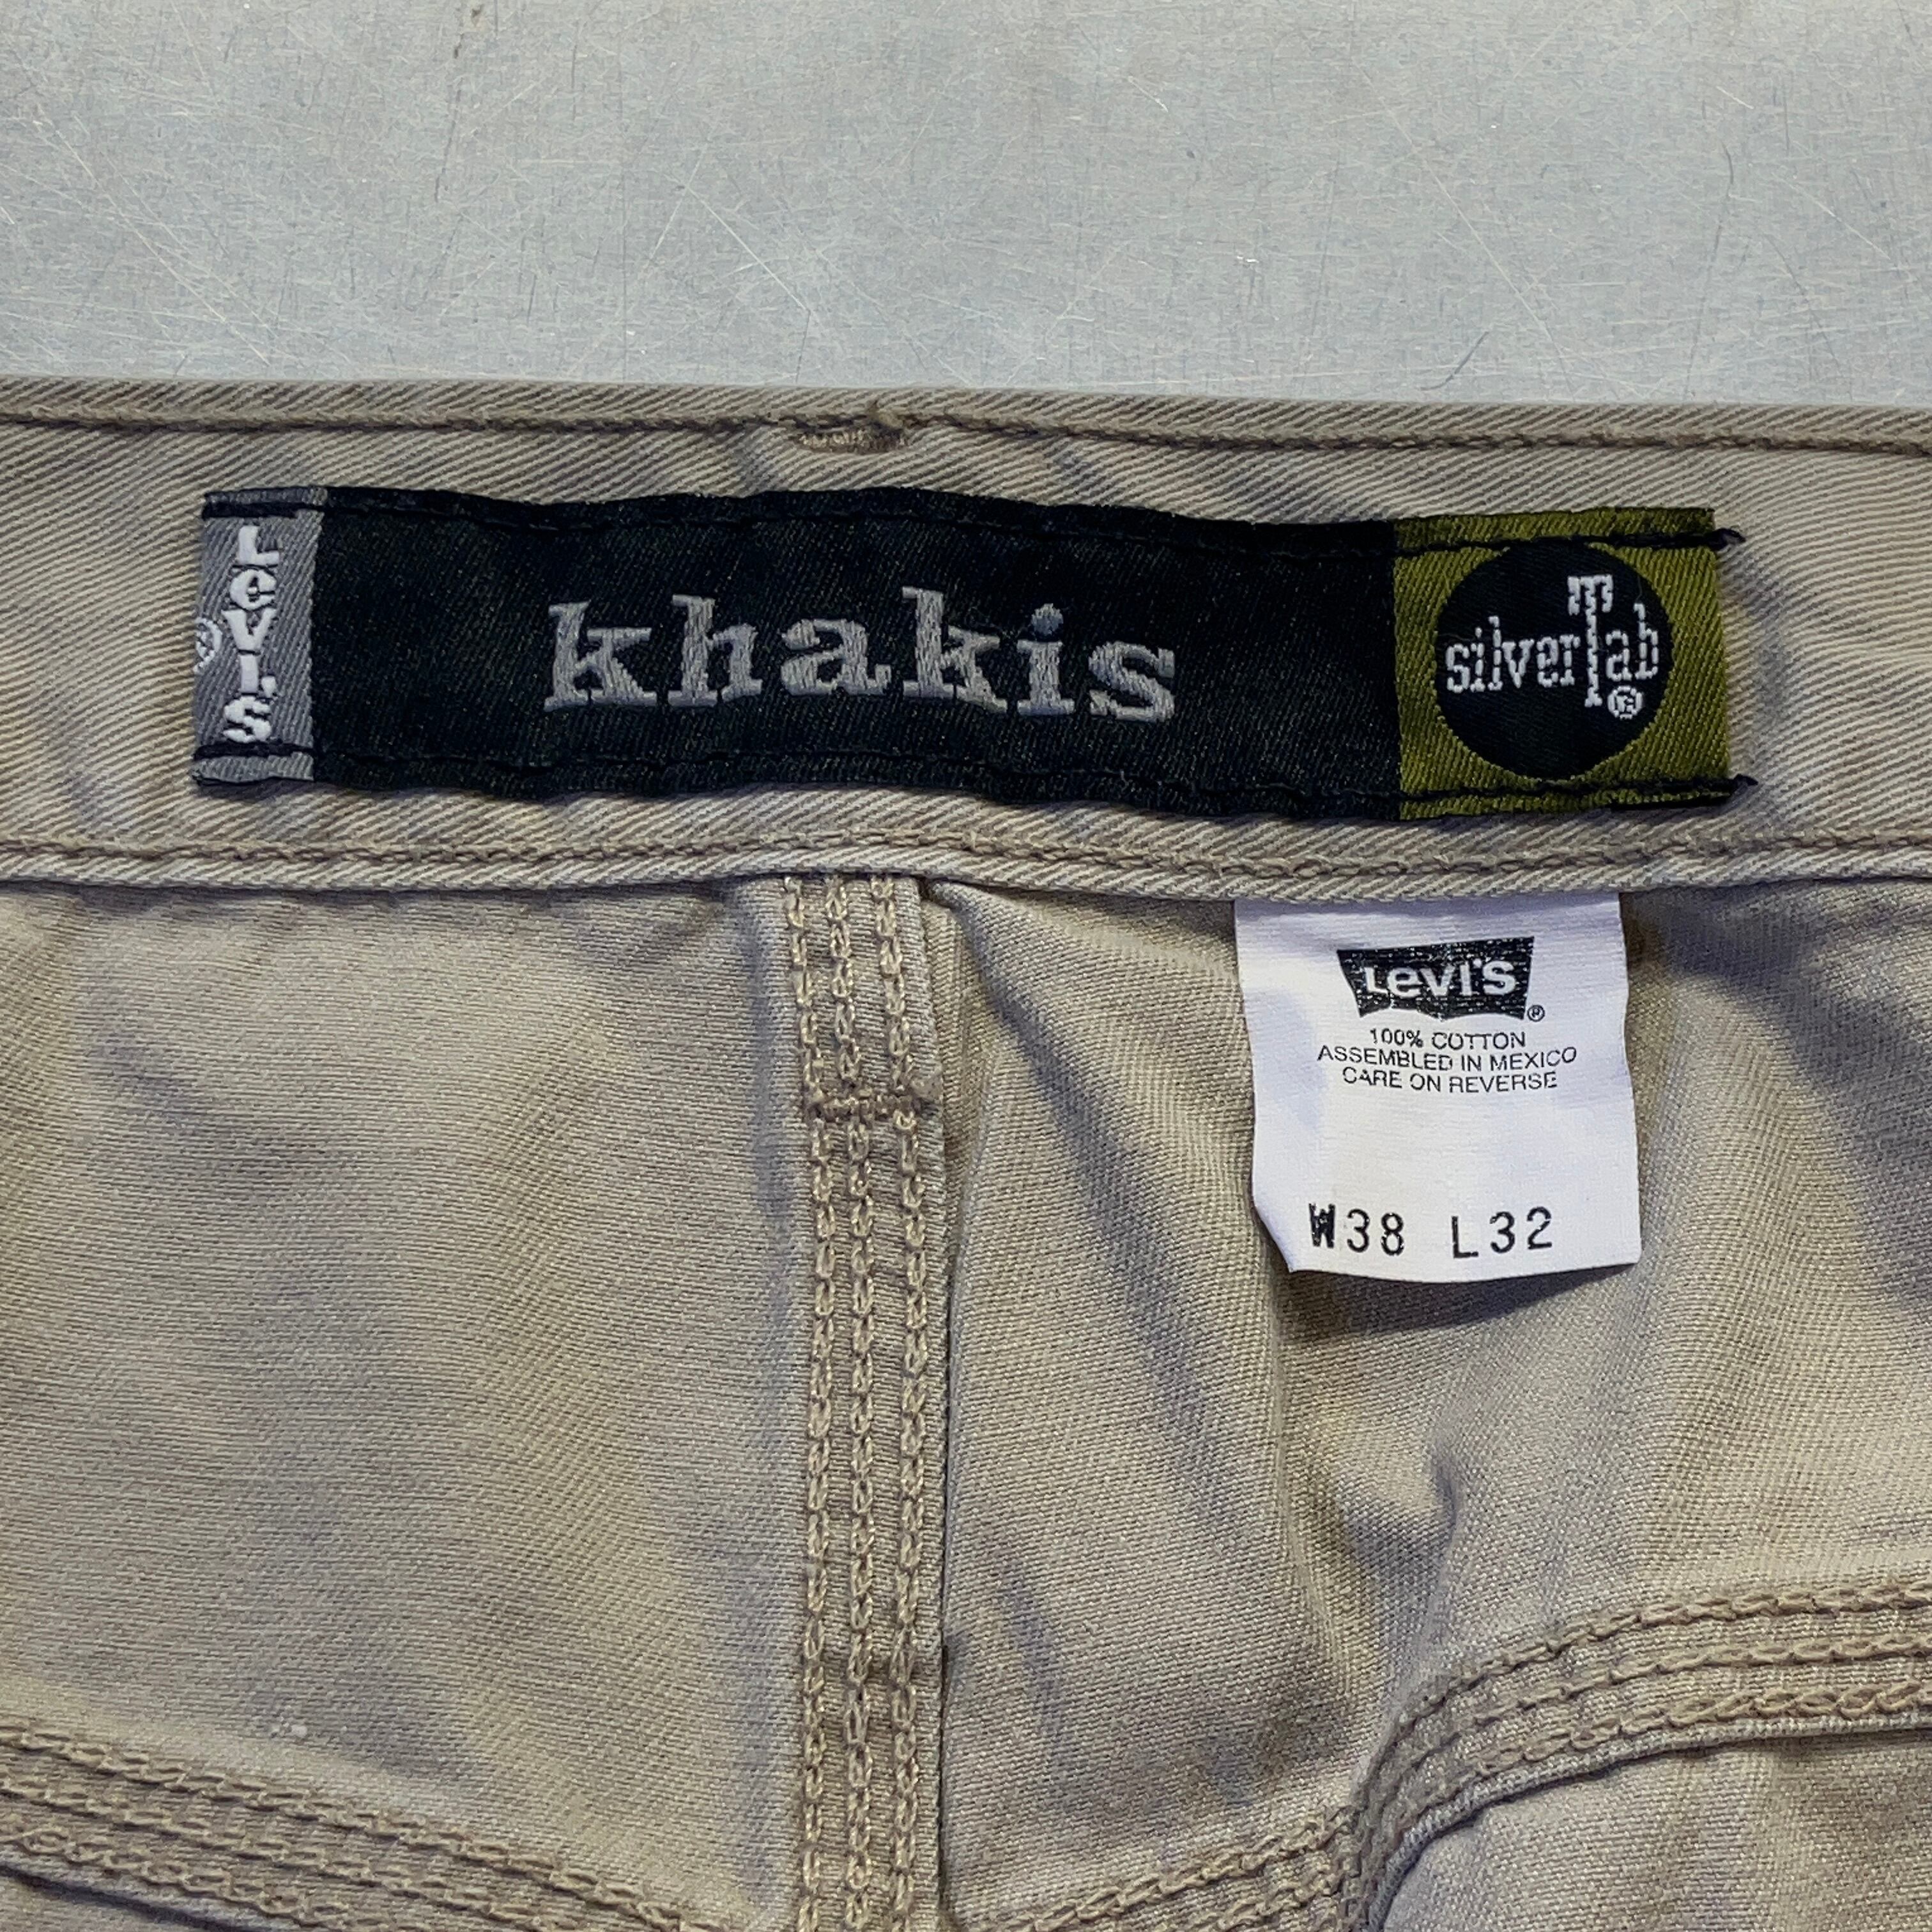 Levi's ®
khakis
silverTab ®
Levi's ®
100% COTTON
ASSEMBLED IN MEXICO
CARE ON REVERSE
W38 L32